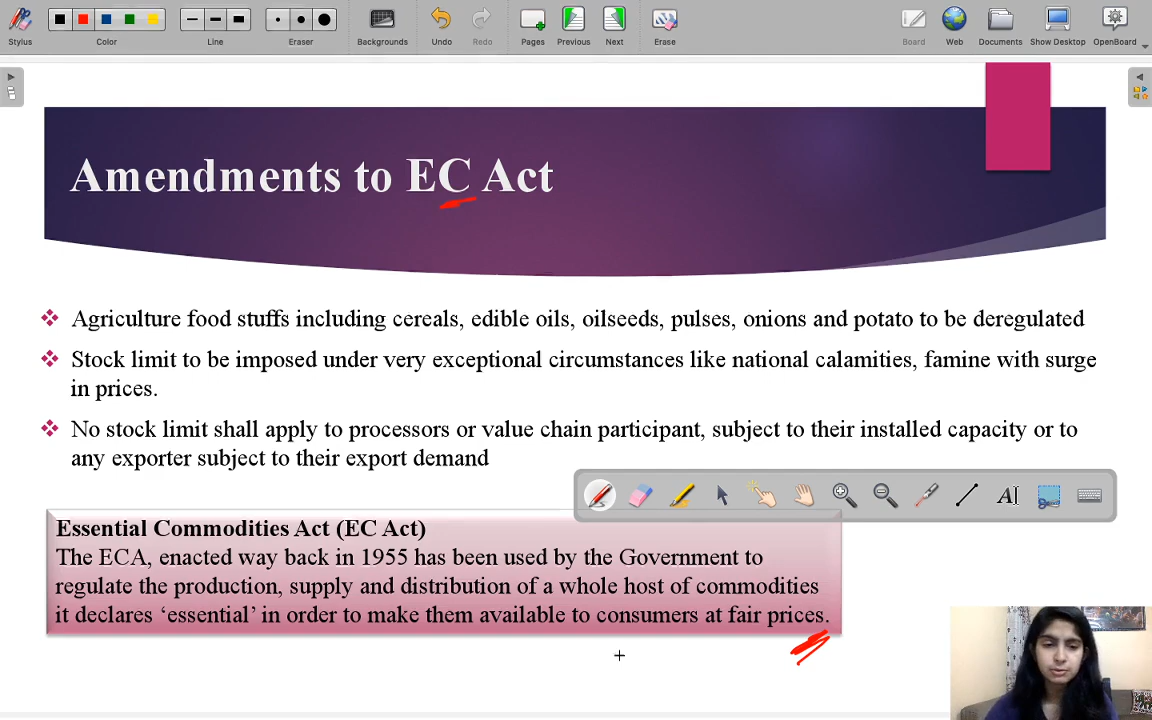 Stylus
Color
Line
Eraser
Backgrounds
Undo
Redo
Pages
Previous
Next
Erase
Board
Web
Documents
Show Desktop
OpenBoard
Amendments to EC Act
Agriculture food stuffs including cereals, edible oils, oilseeds, pulses, onions and potato to be deregulated
Stock limit to be imposed under very exceptional circumstances like national calamities, famine with surge
in prices.
No stock limit shall apply to processors or value chain participant, subject to their installed capacity or to
any exporter subject to their export demand
AI
Essential Commodities Act (EC Act)
The ECA, enacted way back in 1955 has been used by the Government to
regulate the production, supply and distribution of a whole host of commodities
it declares ‘essential’ in order to make them available to consumers at fair prices.